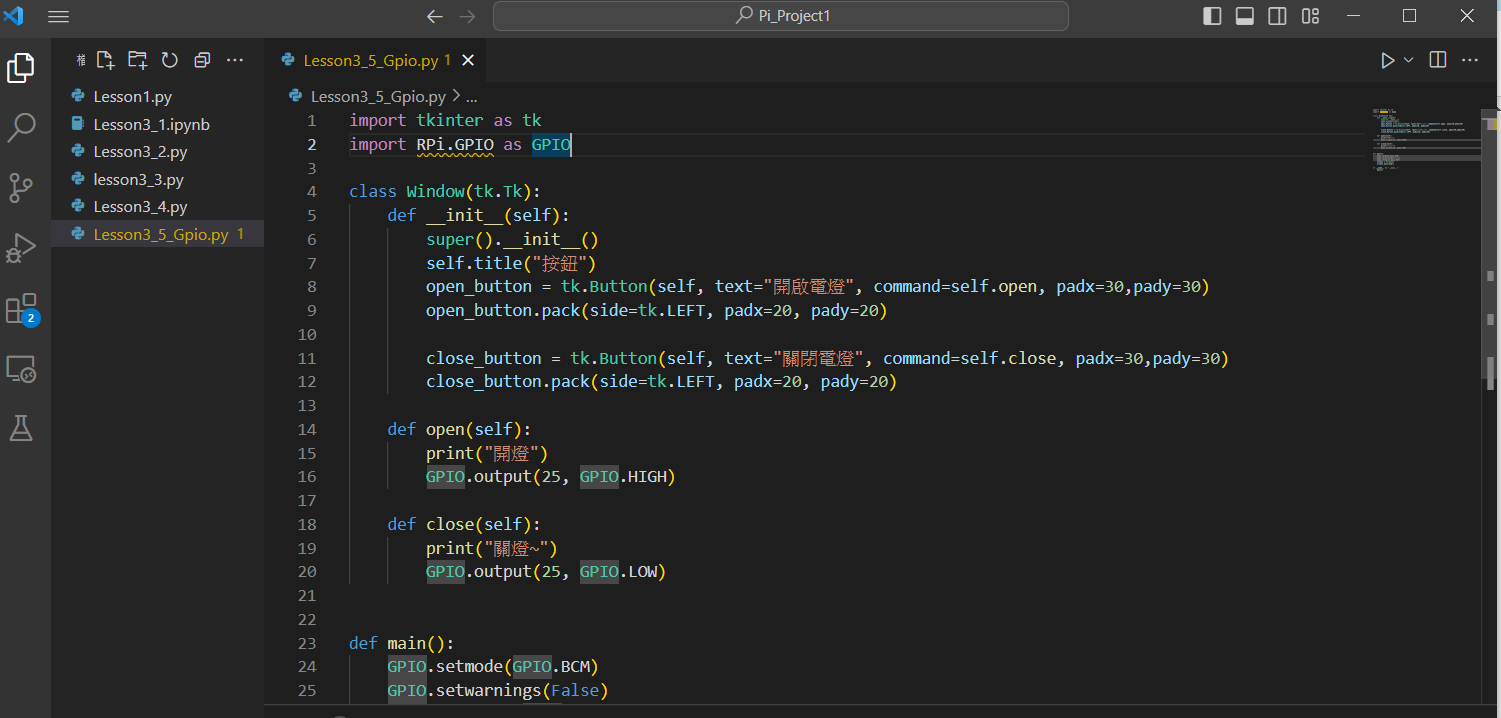 Pi_Project1
Lesson3_5_Gpio.py 1
Lesson1.py
Lesson3_1.ipynb
Lesson3_2.py
lesson3_3.py
Lesson3_4.py
Lesson3_5_Gpio.py 1
2
Lesson3_5_Gpio.py > ...
1 import tkinter as tk
2 import RPi.GPIO as GPIO
3
4 class Window(tk.Tk):
5     def __init__(self):
6         super().__init__()
7         self.title("按鈕")
8         open_button = tk.Button(self, text="開啟電燈", command=self.open, padx=30,pady=30)
9         open_button.pack(side=tk.LEFT, padx=20, pady=20)
10
11         close_button = tk.Button(self, text="關閉電燈", command=self.close, padx=30,pady=30)
12         close_button.pack(side=tk.LEFT, padx=20, pady=20)
13
14     def open(self):
15         print("開燈")
16         GPIO.output(25, GPIO.HIGH)
17
18     def close(self):
19         print("關燈~")
20         GPIO.output(25, GPIO.LOW)
21
22
23 def main():
24     GPIO.setmode(GPIO.BCM)
25     GPIO.setwarnings(False)